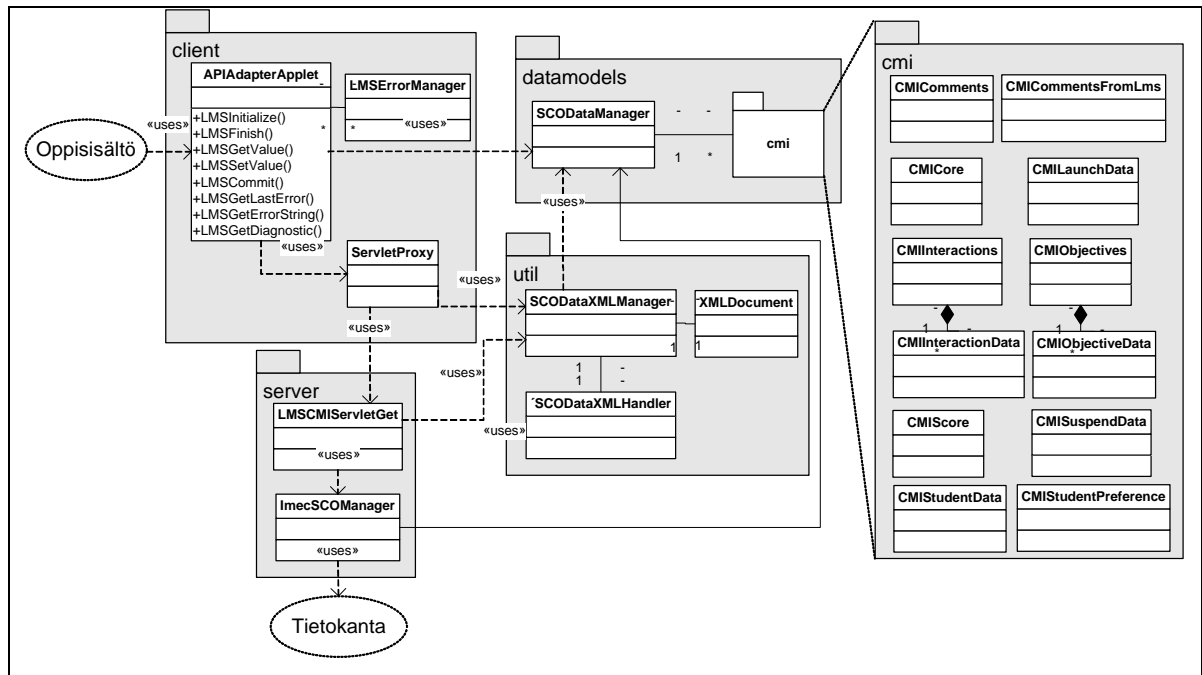 client
APIAdapterApplet
-
LMSErrorManager
«uses»
+LMSInitialize()
+LMSFinish()
+LMSGetValue()
+LMSSetValue()
+LMSCommit()
+LMSGetLastError()
+LMSGetErrorString()
+LMSGetDiagnostic()
* *
«uses»
Oppisisältö
«uses»
ServletProxy
«uses»
«uses»
datamodels
SCODataManager
- -
1 *
cmi
«uses»
util
SCODataXMLManager
-
-
XMLDocument
1 1
1 -
1 -
SCODataXMLHandler
«uses»
«uses»
server
LMSCMIServletGet
«uses»
ImecSCOManager
«uses»
Tietokanta
cmi
CMIComments
CMICommentsFromLms
CMICore
CMILaunchData
CMIInteractions
CMIObjectives
-
1 -
-
1 -
CMIInteractionData
*
CMIObjectiveData
*
CMIScore
CMISuspendData
CMIStudentData
CMIStudentPreference